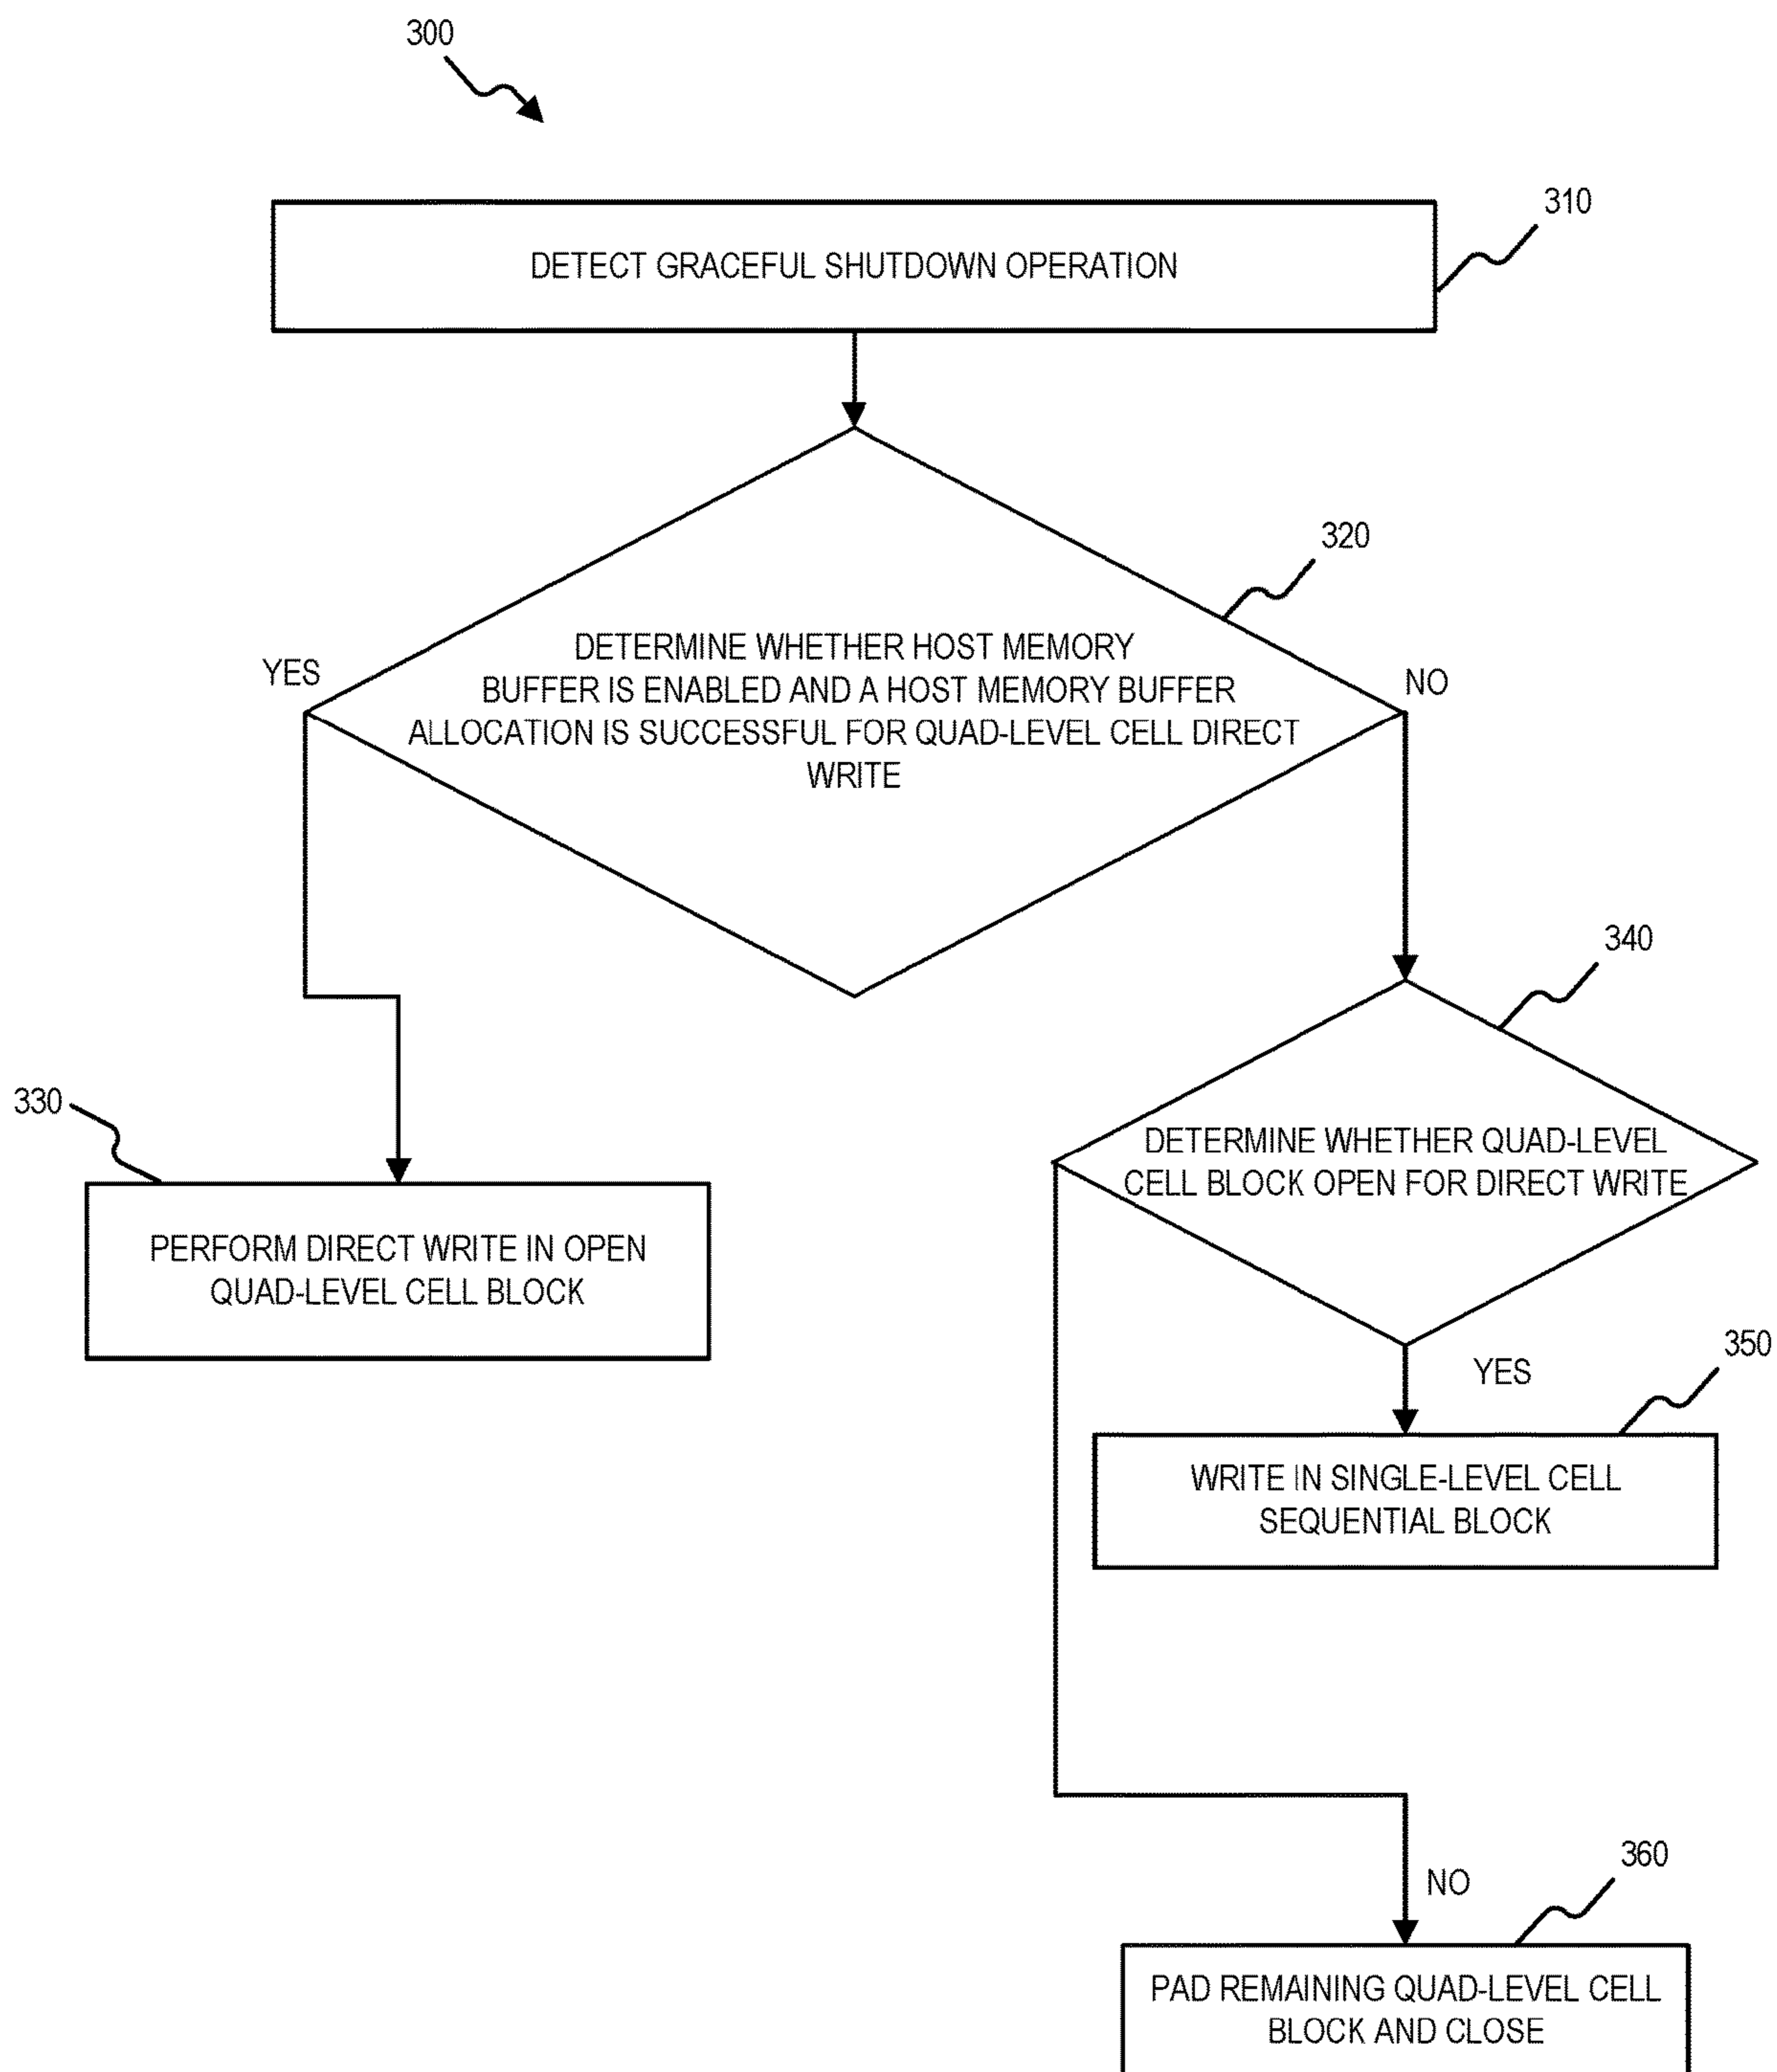 300
310
DETECT GRACEFUL SHUTDOWN OPERATION
320
DETERMINE WHETHER HOST MEMORY
BUFFER IS ENABLED AND A HOST MEMORY BUFFER
ALLOCATION IS SUCCESSFUL FOR QUAD-LEVEL CELL DIRECT
WRITE
YES
NO
340
330
DETERMINE WHETHER QUAD-LEVEL
CELL BLOCK OPEN FOR DIRECT WRITE
PERFORM DIRECT WRITE IN OPEN
QUAD-LEVEL CELL BLOCK
YES
350
WRITE IN SINGLE-LEVEL CELL
SEQUENTIAL BLOCK
360
NO
PAD REMAINING QUAD-LEVEL CELL
BLOCK AND CLOSE